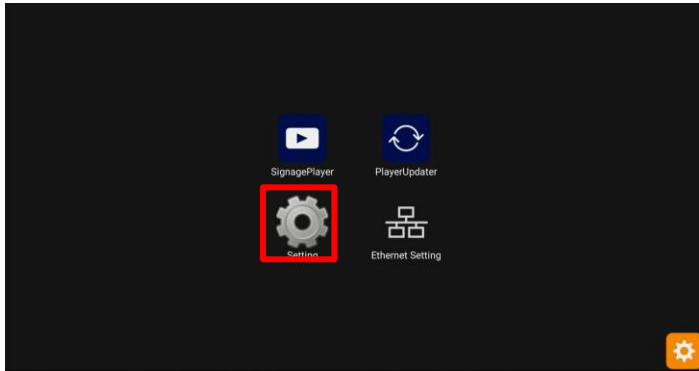 SignagePlayer
PlayerUpdater
Setting
Ethernet Setting